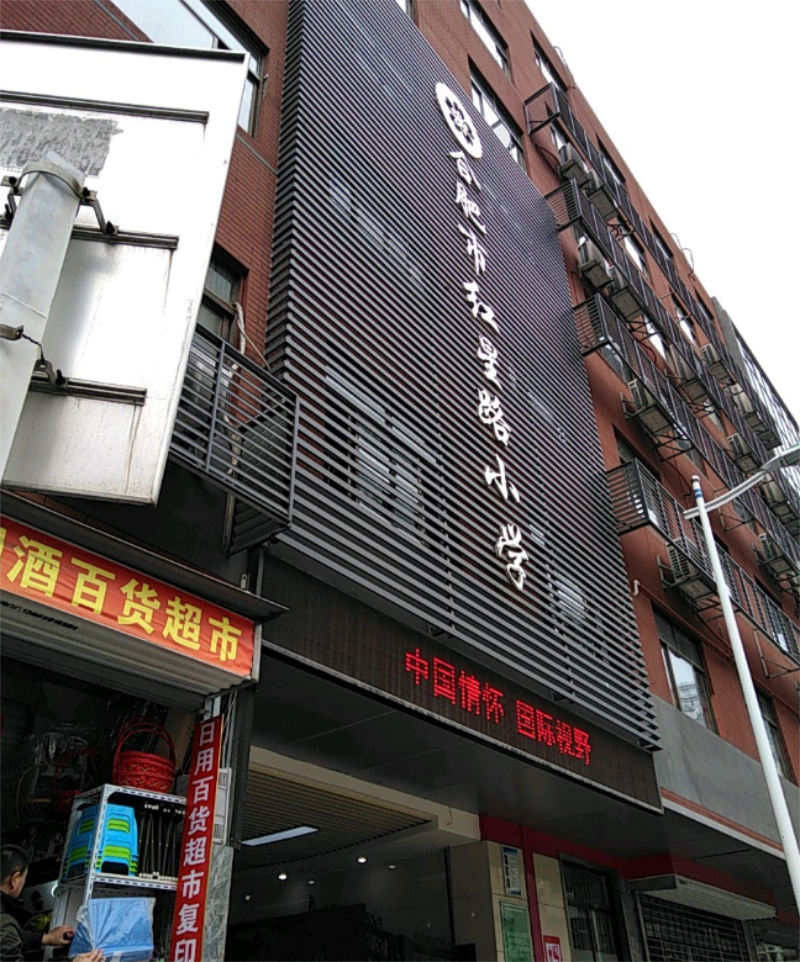 合肥市红星路小学
中国情怀 国际视野
酒百货超市
日用百货超市复印